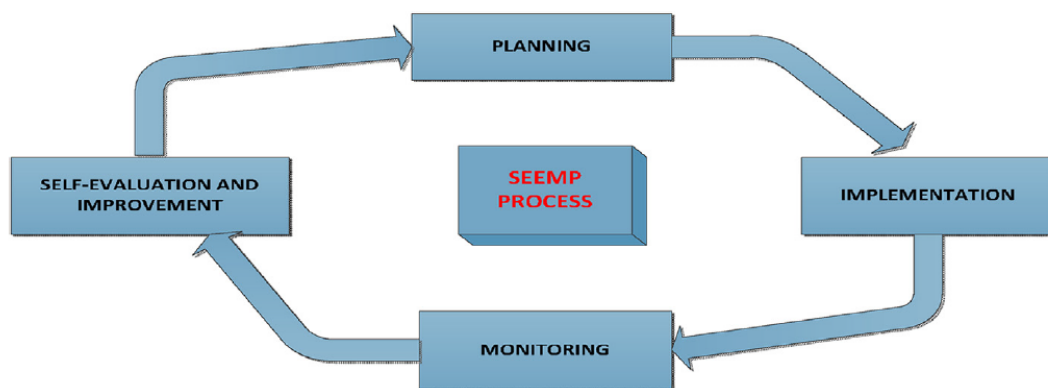 PLANNING
SELF-EVALUATION AND
IMPROVEMENT
SEEMP
PROCESS
IMPLEMENTATION
MONITORING